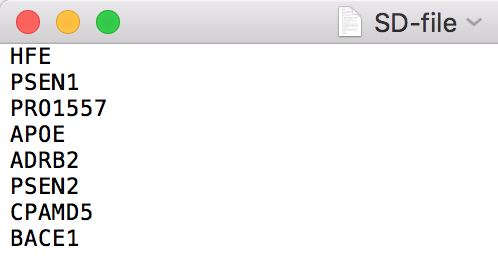 SD-file
HFE
PSEN1
PRO1557
APOE
ADRB2
PSEN2
CPAMD5
BACE1